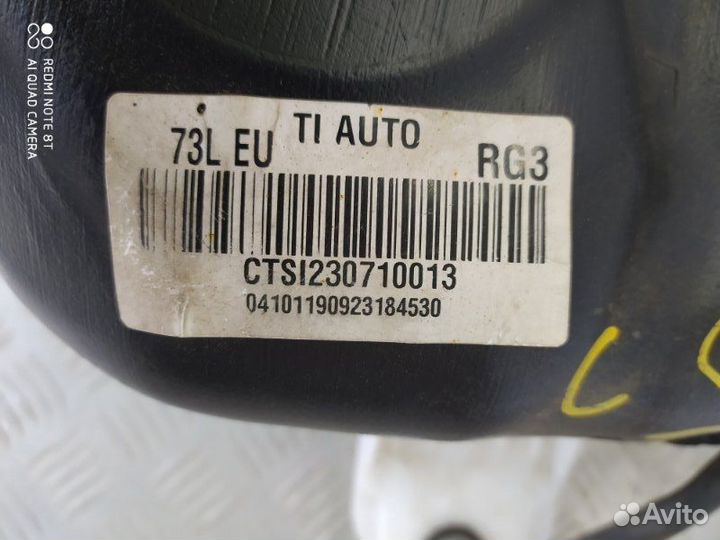 73L EU TI AUTO RG3
CTSI230710013
04101190923184530
REDMI NOTE 8T
AI QUAD CAMERA
Avito